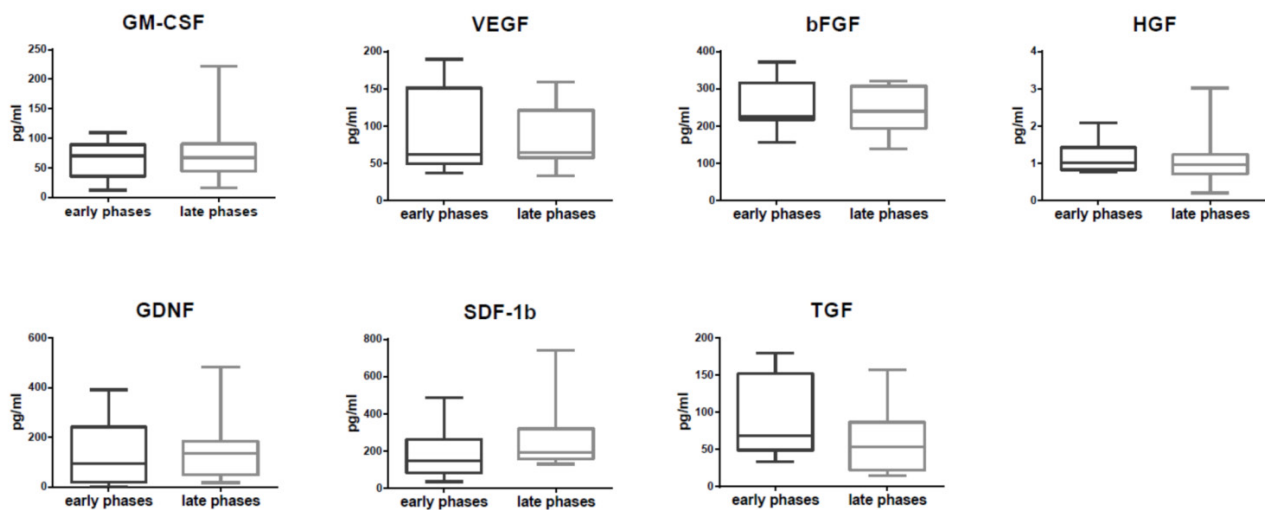 GM-CSF
250
200
150
100
50
0
pg/ml
early phases late phases
VEGF
200
150
100
50
0
pg/ml
early phases late phases
bFGF
400
300
200
100
0
pg/ml
early phases late phases
HGF
4
3
2
1
0
pg/ml
early phases late phases
GDNF
600
400
200
0
pg/ml
early phases late phases
SDF-1b
800
600
400
200
0
pg/ml
early phases late phases
TGF
200
150
100
50
0
pg/ml
early phases late phases